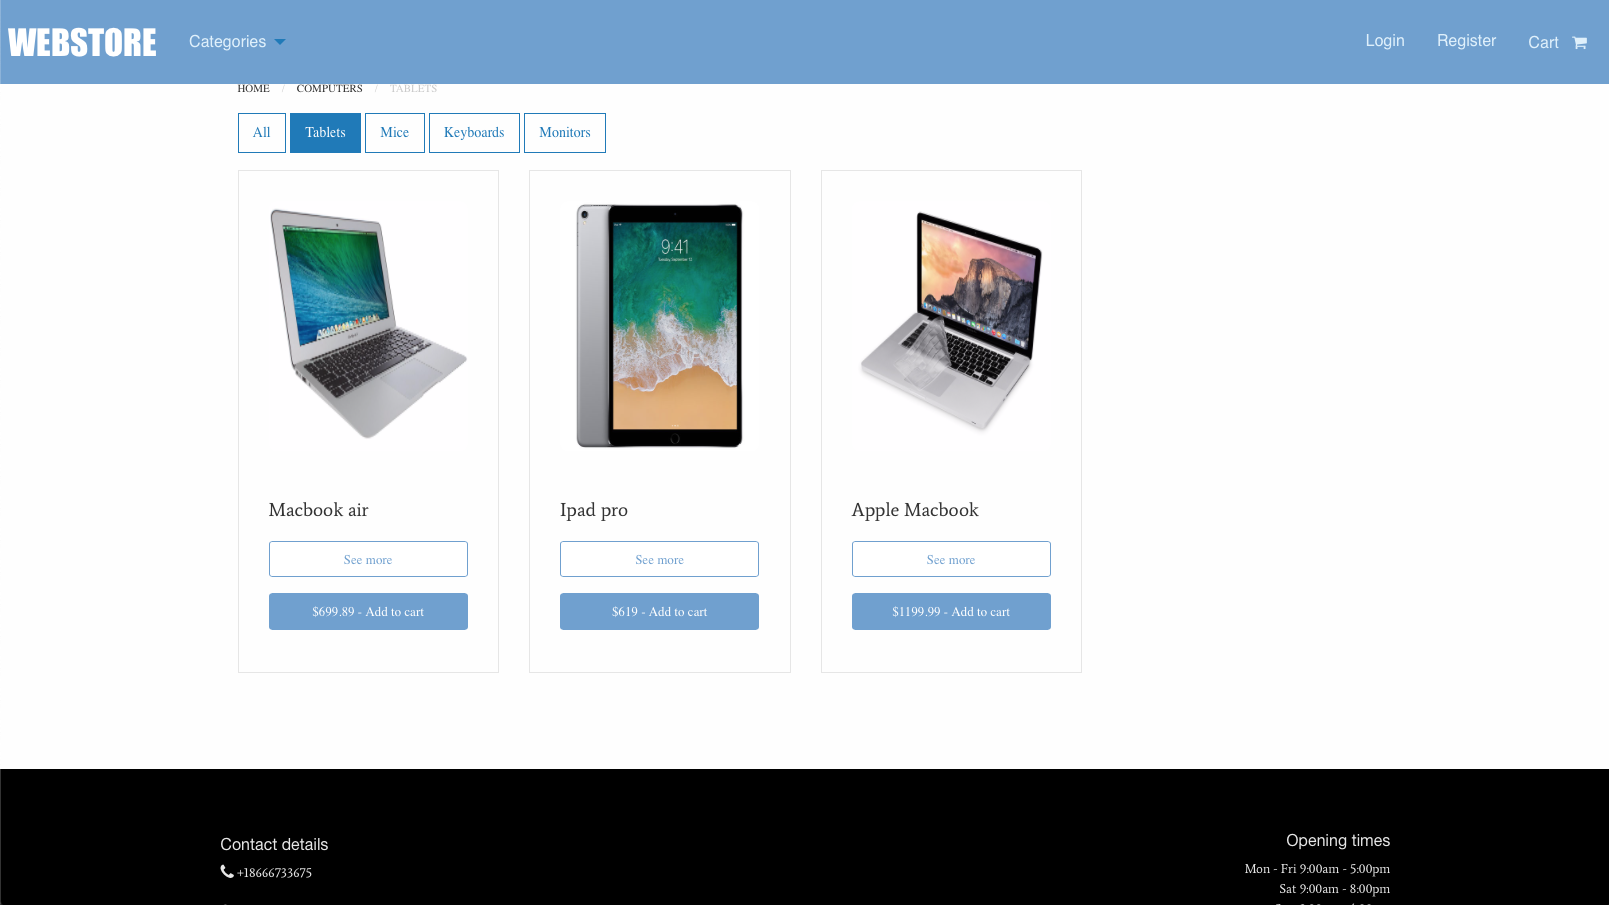 WEBSTORE
Categories
Login
Register
Cart
HOME / COMPUTERS / TABLETS
All
Tablets
Mice
Keyboards
Monitors
9:41
Macbook air
Ipad pro
Apple Macbook
See more
See more
See more
$699.89 - Add to cart
$619 - Add to cart
$1199.99 - Add to cart
Contact details
+18666733675
Opening times
Mon - Fri 9:00am - 5:00pm
Sat 9:00am - 8:00pm